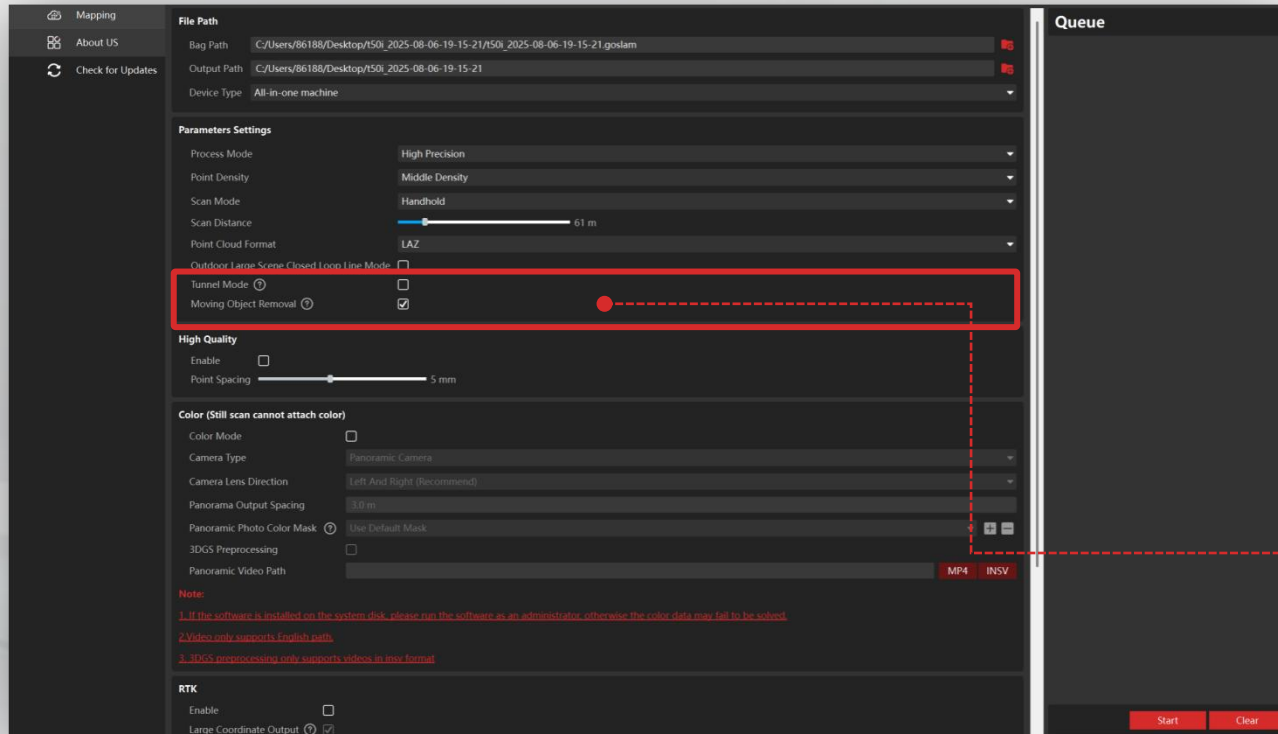 Mapping
About US
Check for Updates
File Path
Bag Path C:/Users/86188/Desktop/t50i_2025-08-06-19-15-21/t50i_2025-08-06-19-15-21.goslam
Output Path C:/Users/86188/Desktop/t50i_2025-08-06-19-15-21
Device Type All-in-one machine
Parameters Settings
Process Mode High Precision
Point Density Middle Density
Scan Mode Handhold
Scan Distance 61 m
Point Cloud Format LAZ
Outdoor Large Scene Closed Loop Line Mode
Tunnel Mode ?
Moving Object Removal ?
High Quality
Enable
Point Spacing 5 mm
Color (Still scan cannot attach color)
Color Mode
Camera Type Panoramic Camera
Camera Lens Direction Left And Right (Recommend)
Panorama Output Spacing 3.0 m
Panoramic Photo Color Mask ? Use Default Mask
3DGS Preprocessing
Panoramic Video Path MP4 INSV
Note:
1. If the software is installed on the system disk, please run the software as an administrator, otherwise the color data may fail to be solved.
2.Video only supports English path.
3. 3DGS preprocessing only supports videos in insv format
RTK
Enable
Large Coordinate Output ?
Queue
Start Clear